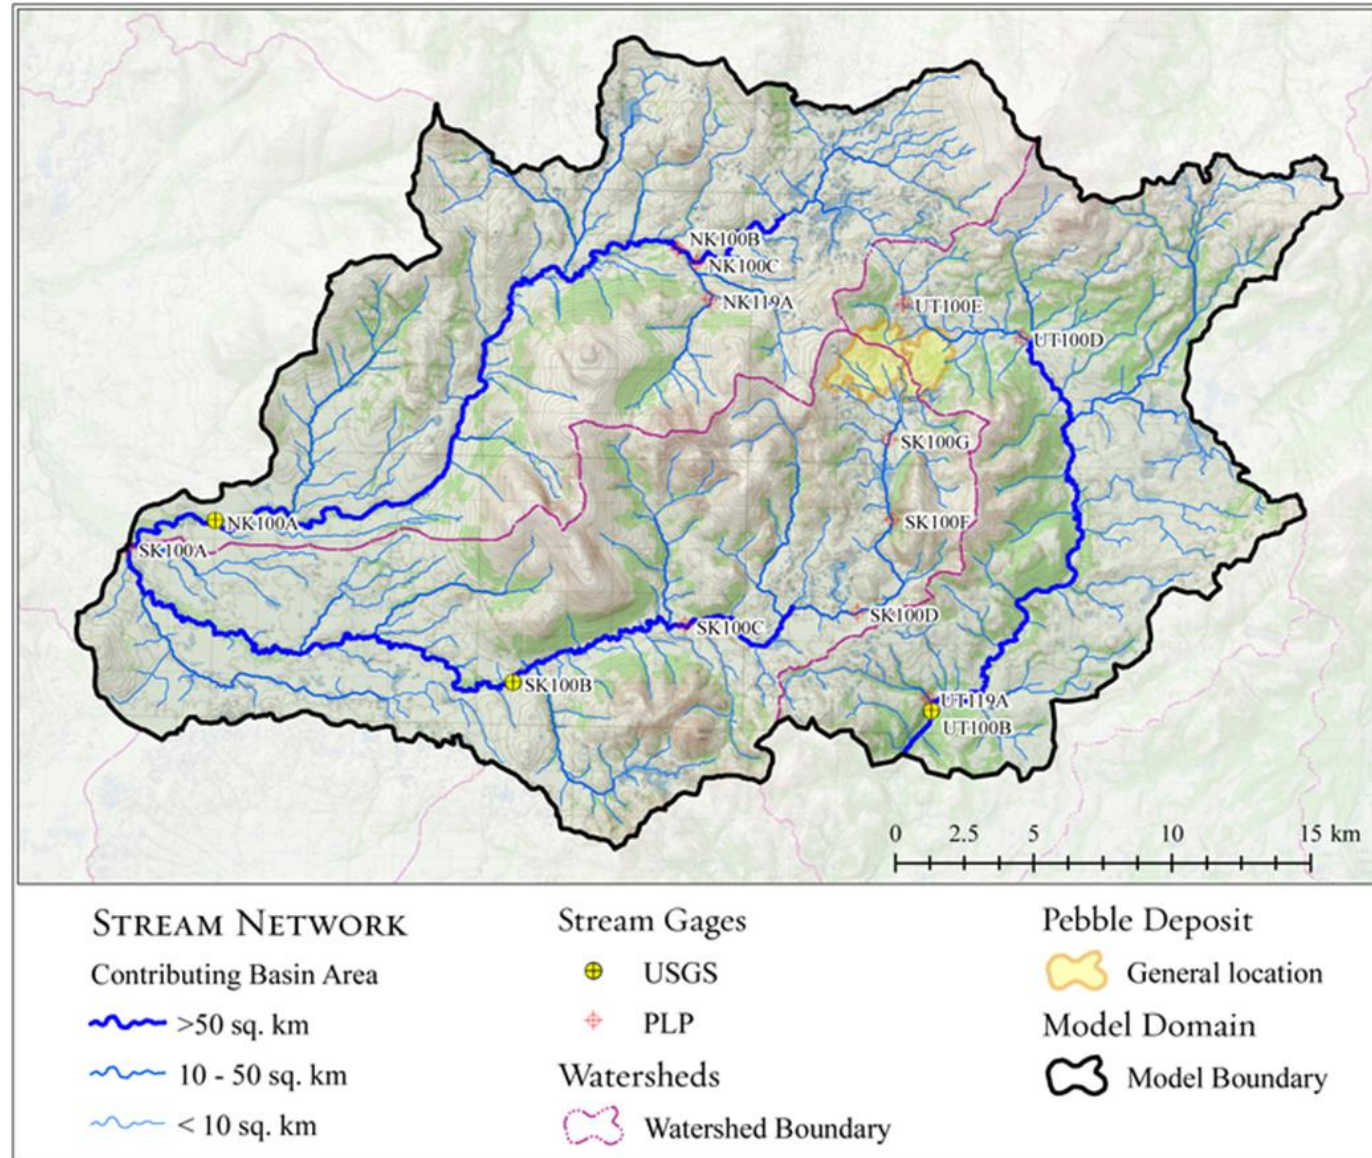 NK100B
NK100C
NK119A
UT100E
UT100D
SK100G
SK100F
NK100A
SK100A
SK100D
SK100C
SK100B
UT119A
UT100B
0 2.5 5 10 15 km
STREAM NETWORK
Contributing Basin Area
>50 sq. km
10 - 50 sq. km
< 10 sq. km
Stream Gages
USGS
PLP
Watersheds
Watershed Boundary
Pebble Deposit
General location
Model Domain
Model Boundary